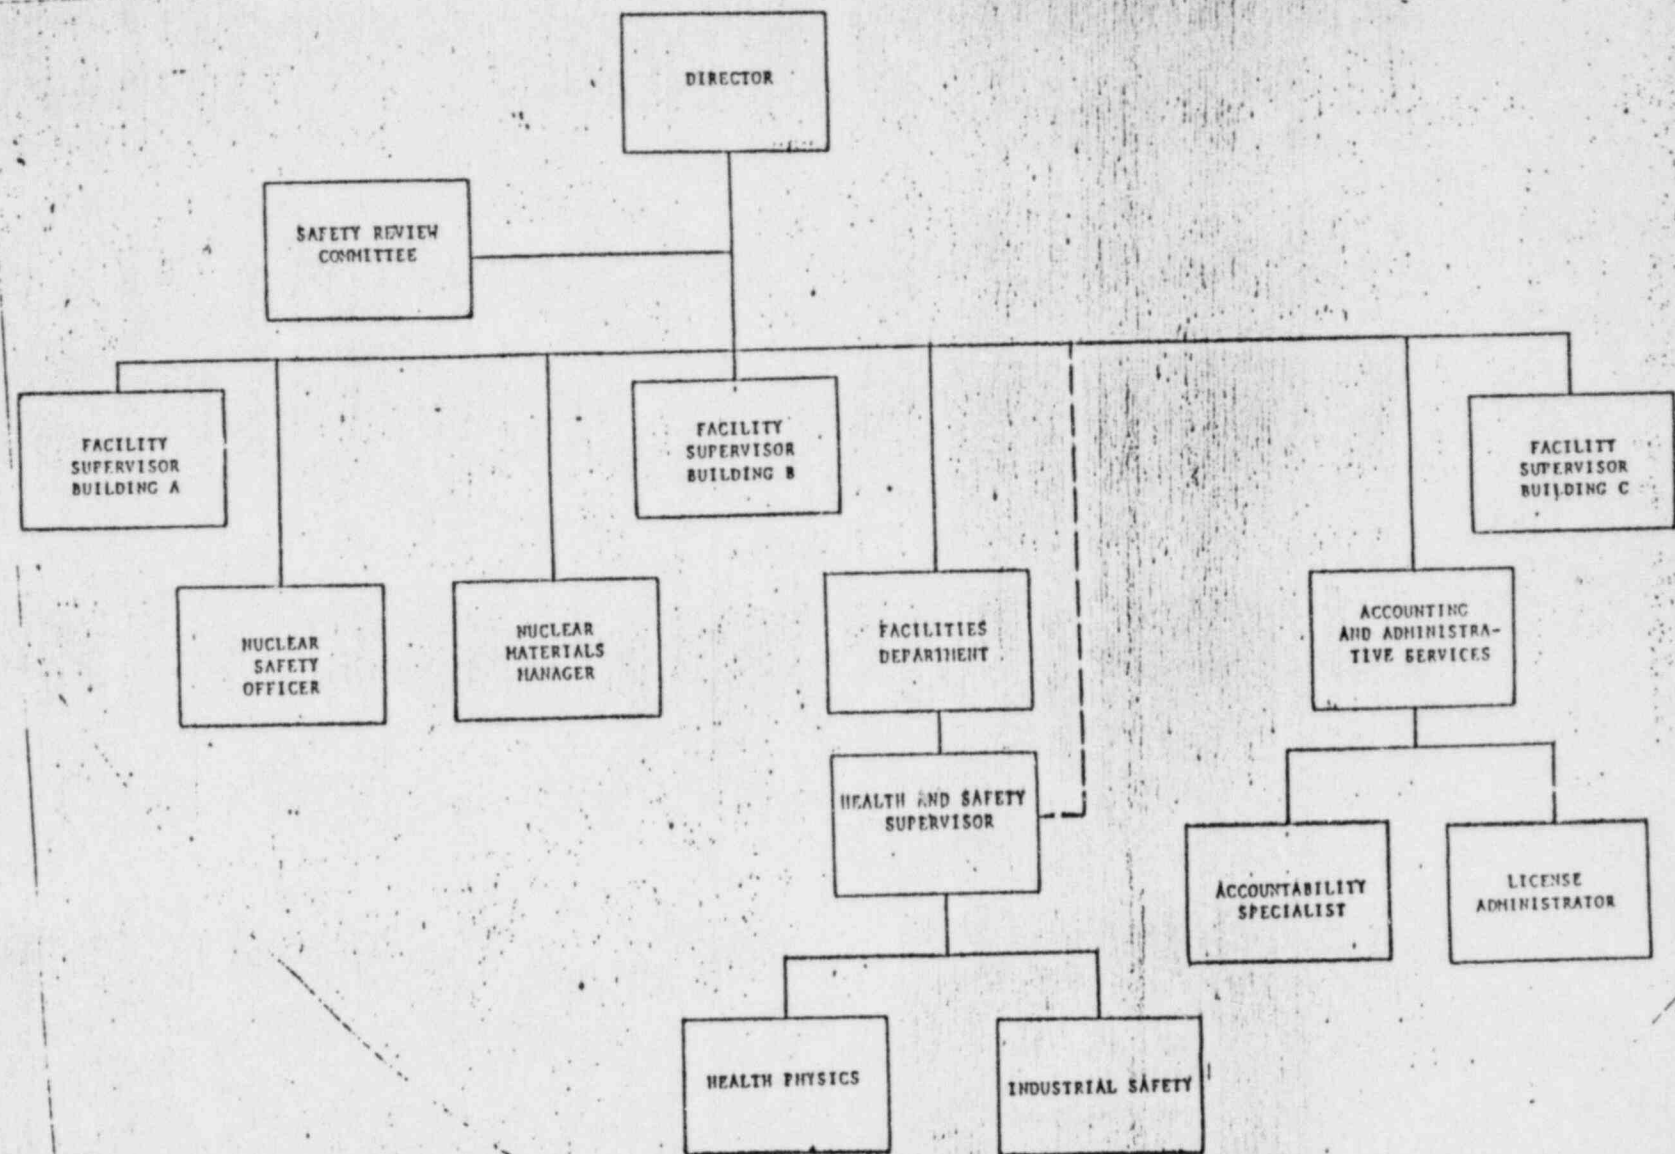 DIRECTOR
SAFETY REVIEW
COMMITTEE
FACILITY
SUPERVISOR
BUILDING A
FACILITY
SUPERVISOR
BUILDING B
FACILITY
SUPERVISOR
BUILDING C
NUCLEAR
SAFETY
OFFICER
NUCLEAR
MATERIALS
MANAGER
FACILITIES
DEPARTMENT
ACCOUNTING
AND ADMINISTRA-
TIVE SERVICES
HEALTH AND SAFETY
SUPERVISOR
ACCOUNTABILITY
SPECIALIST
LICENSE
ADMINISTRATOR
HEALTH PHYSICS
INDUSTRIAL SAFETY